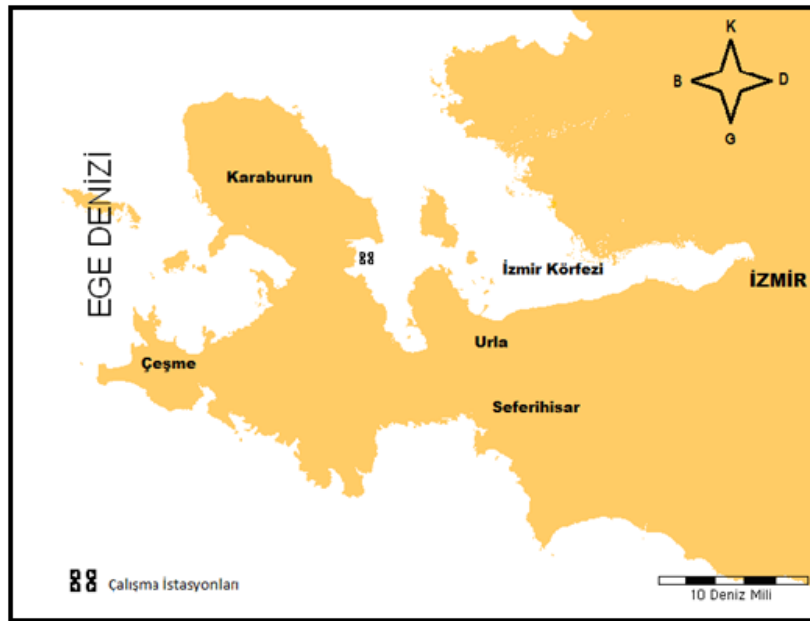 K
B D
G
Karaburun
EGE DENİZİ
İzmir Körfezi
İZMİR
Urla
Çeşme
Seferihisar
Çalışma İstasyonları
10 Deniz Mili